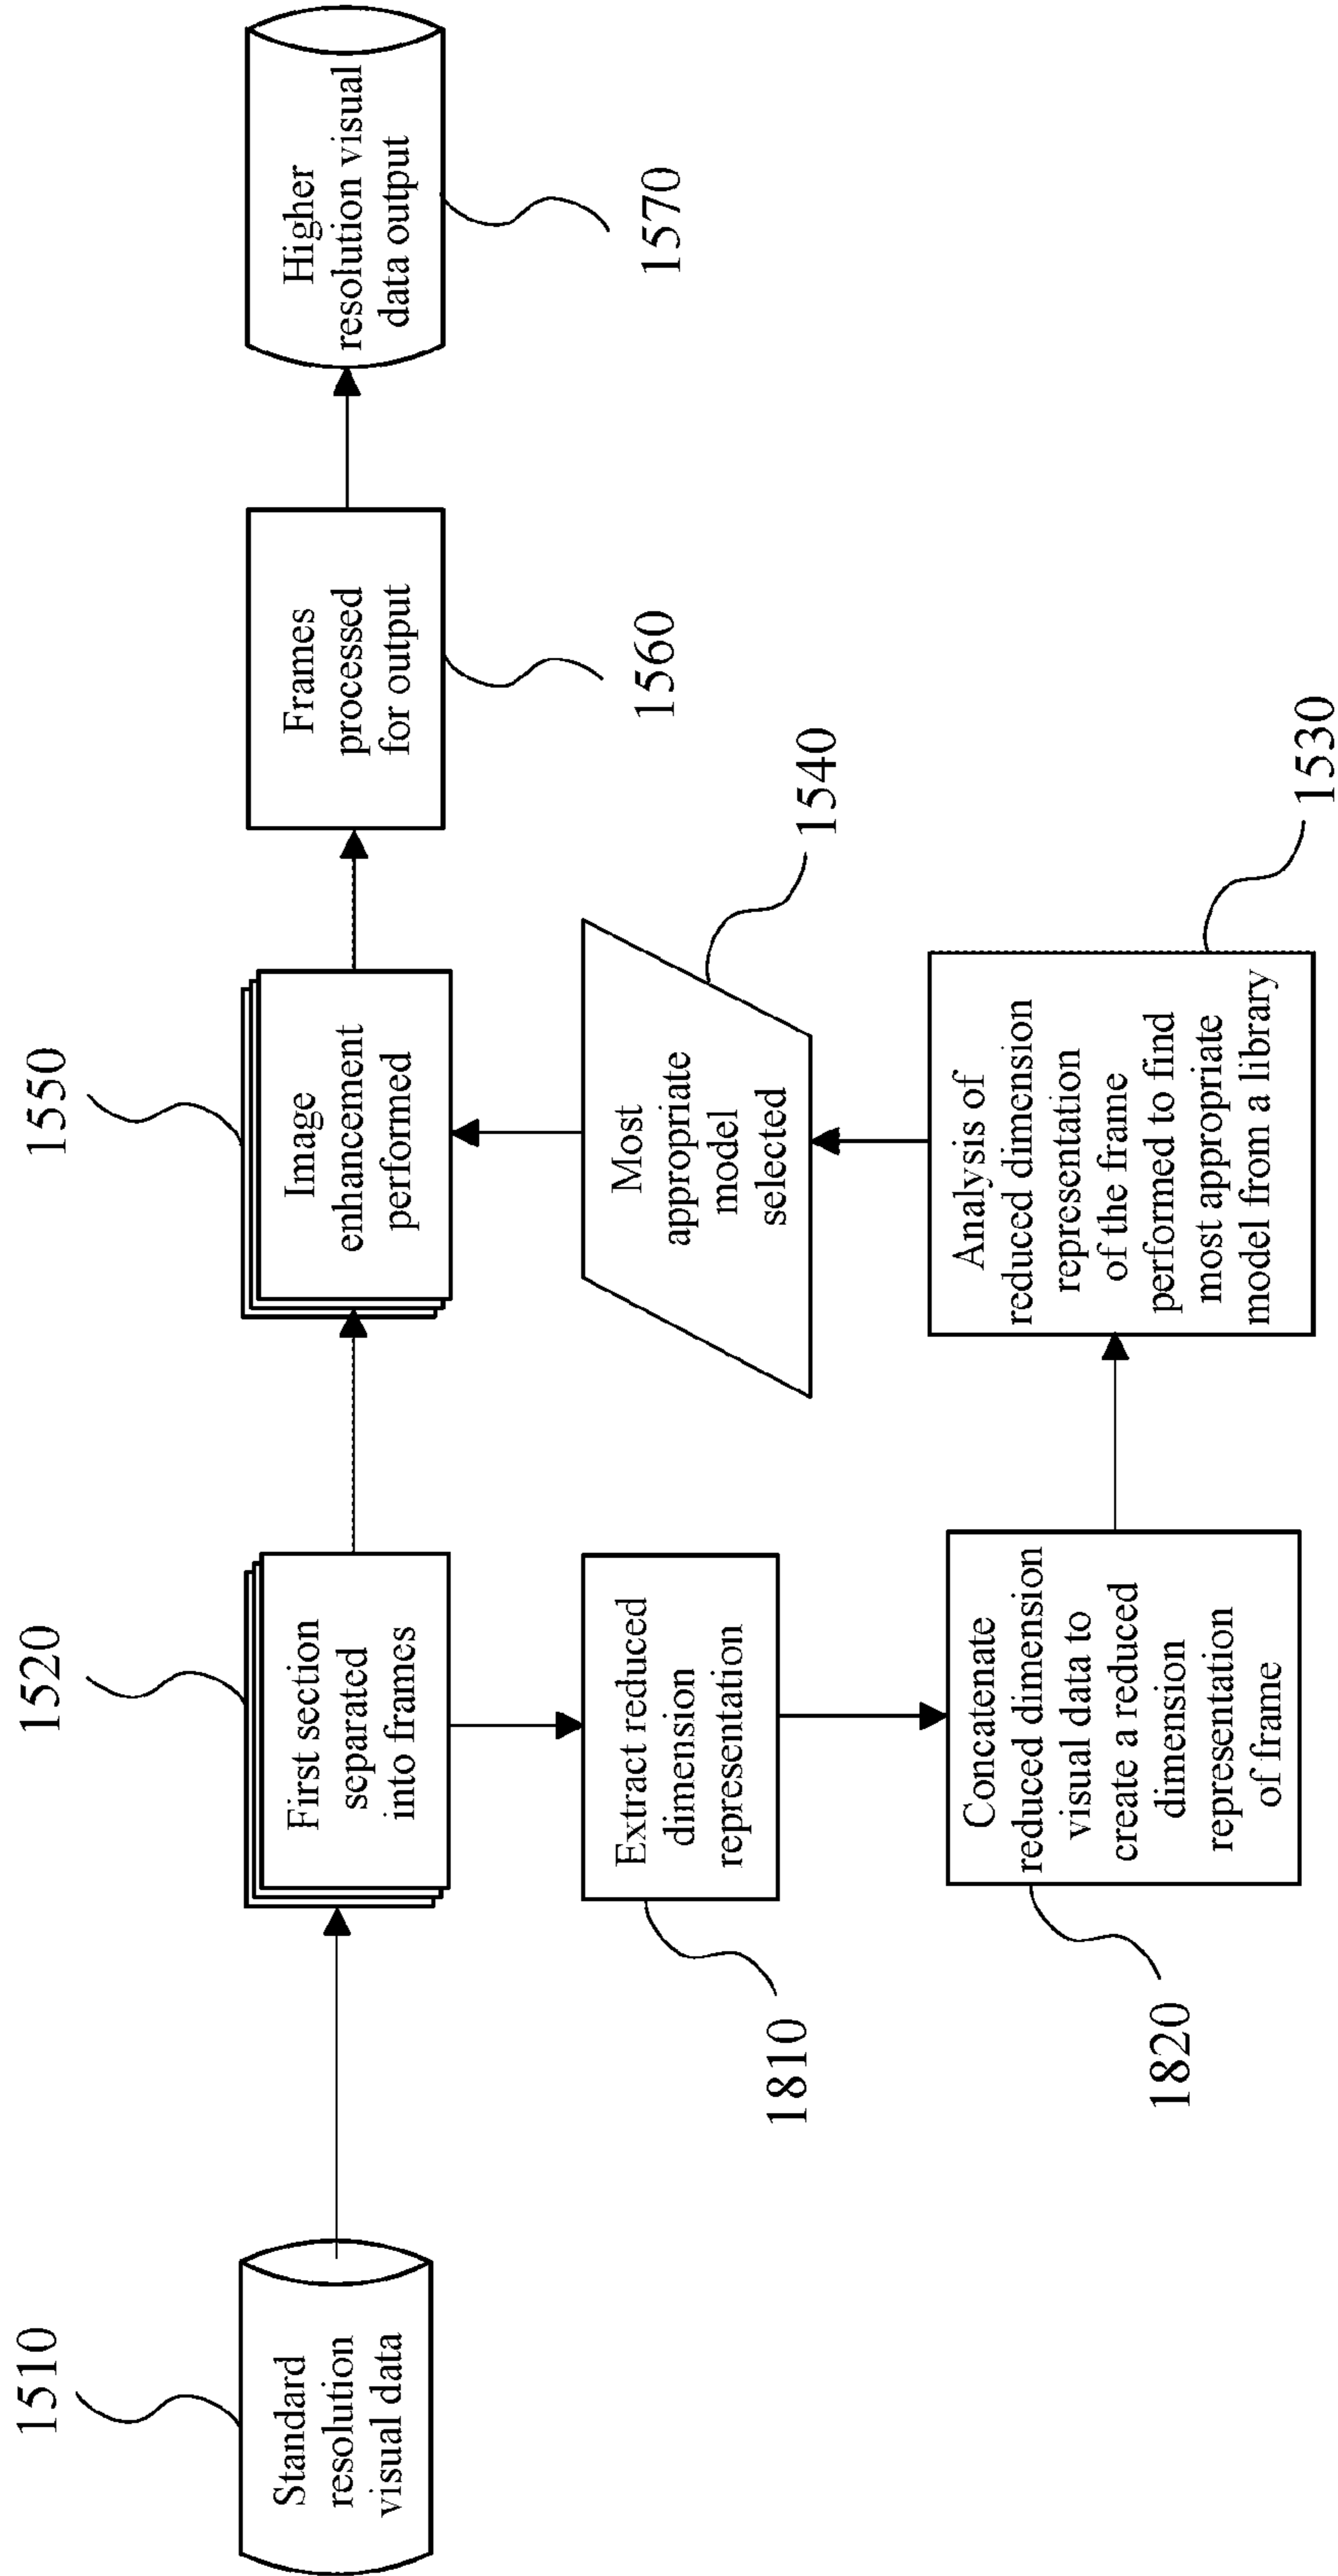 1510
Standard
resolution
visual data
1520
First section
separated
into frames
1550
Image
enhancement
performed
Frames
processed
for output
1560
Higher
resolution visual
data output
1570
Extract reduced
dimension
representation
1810
Most
appropriate
model
selected
1540
Concatenate
reduced dimension
visual data to
create a reduced
dimension
representation
of frame
1820
Analysis of
reduced dimension
representation
of the frame
performed to find
most appropriate
model from a library
1530